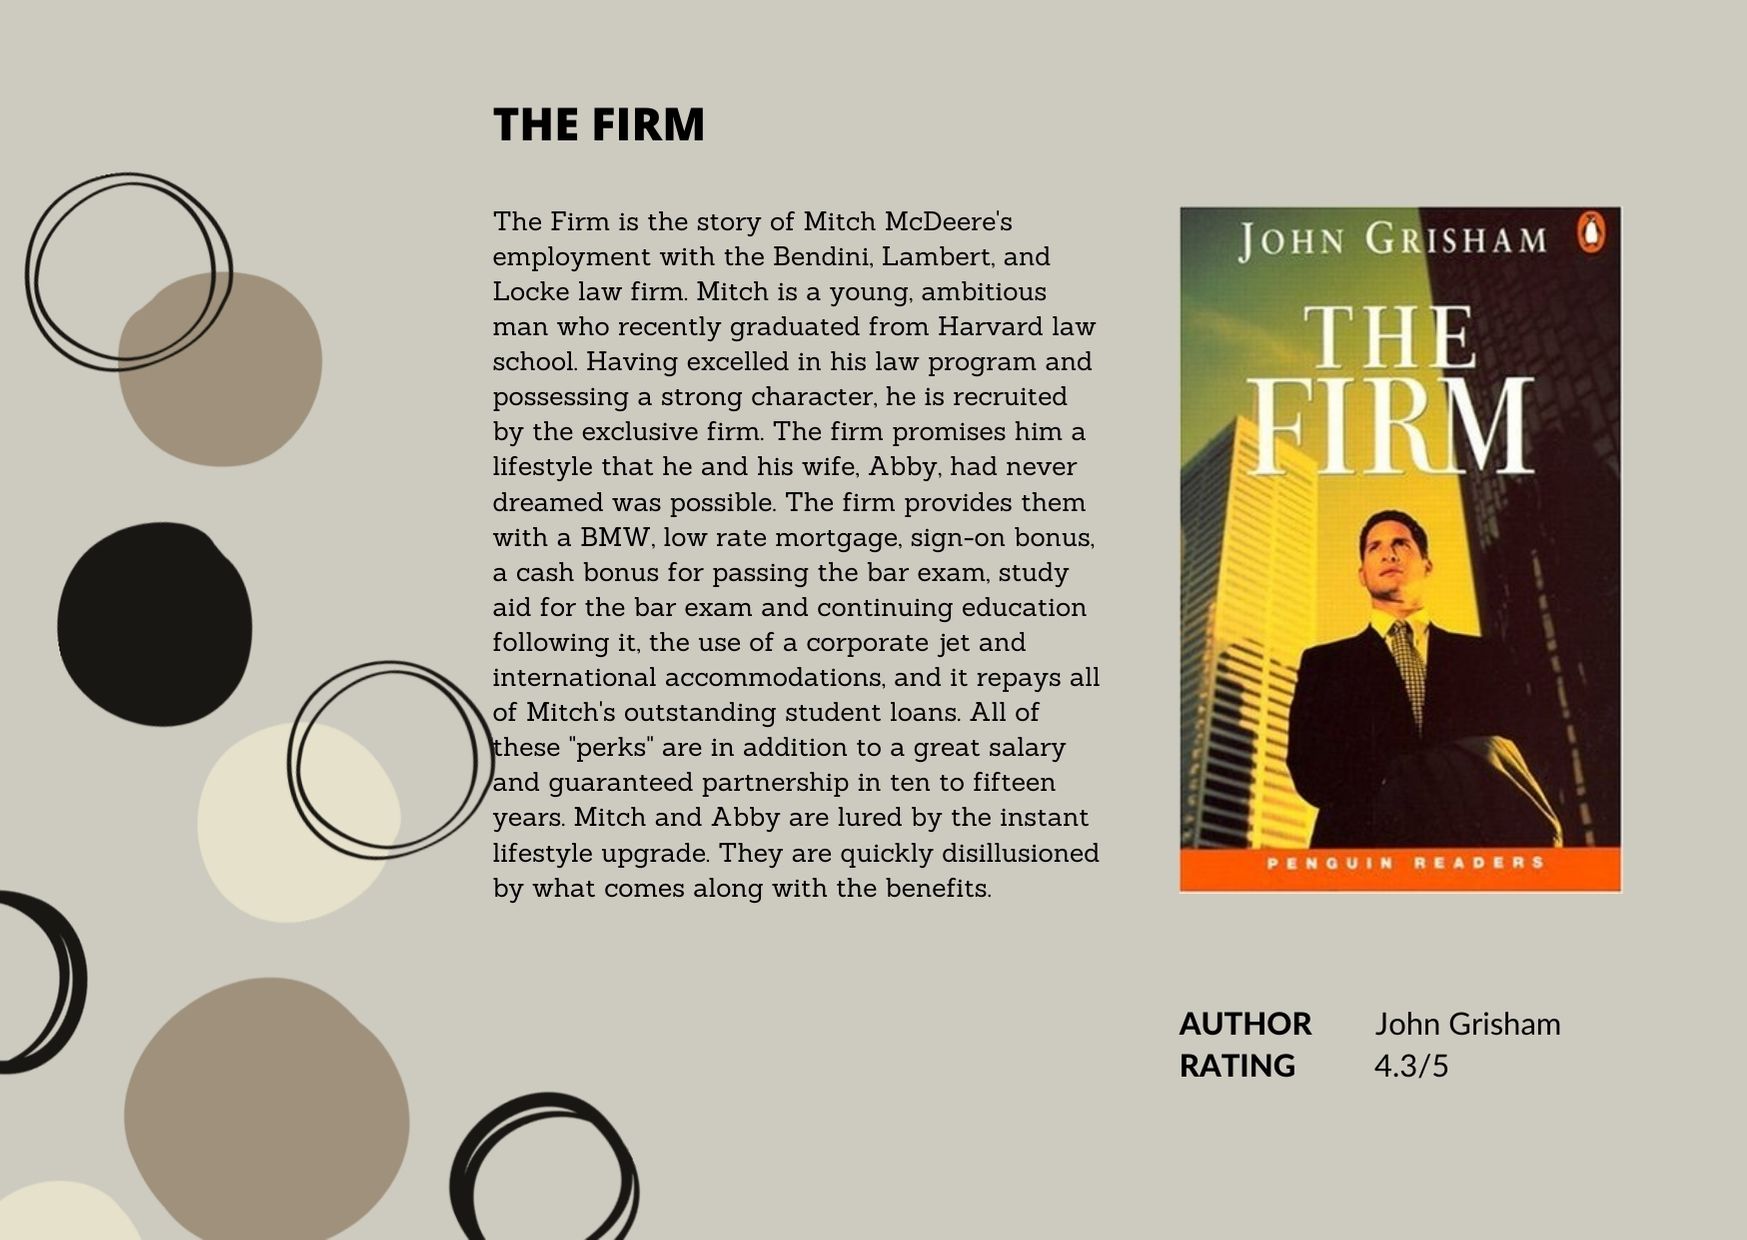 THE FIRM
The Firm is the story of Mitch McDeere's
employment with the Bendini, Lambert, and
Locke law firm. Mitch is a young, ambitious
man who recently graduated from Harvard law
school. Having excelled in his law program and
possessing a strong character, he is recruited
by the exclusive firm. The firm promises him a
lifestyle that he and his wife, Abby, had never
dreamed was possible. The firm provides them
with a BMW, low rate mortgage, sign-on bonus,
a cash bonus for passing the bar exam, study
aid for the bar exam and continuing education
following it, the use of a corporate jet and
international accommodations, and it repays all
of Mitch's outstanding student loans. All of
these "perks" are in addition to a great salary
and guaranteed partnership in ten to fifteen
years. Mitch and Abby are lured by the instant
lifestyle upgrade. They are quickly disillusioned
by what comes along with the benefits.
JOHN GRISHAM
THE
FIRM
PENGUIN READERS
AUTHOR John Grisham
RATING 4.3/5